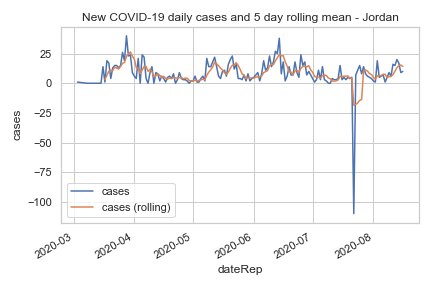 New COVID-19 daily cases and 5 day rolling mean - Jordan
25
0
−25
−50
−75
−100
cases
cases
cases (rolling)
2020-03
2020-04
2020-05
2020-06
2020-07
2020-08
dateRep